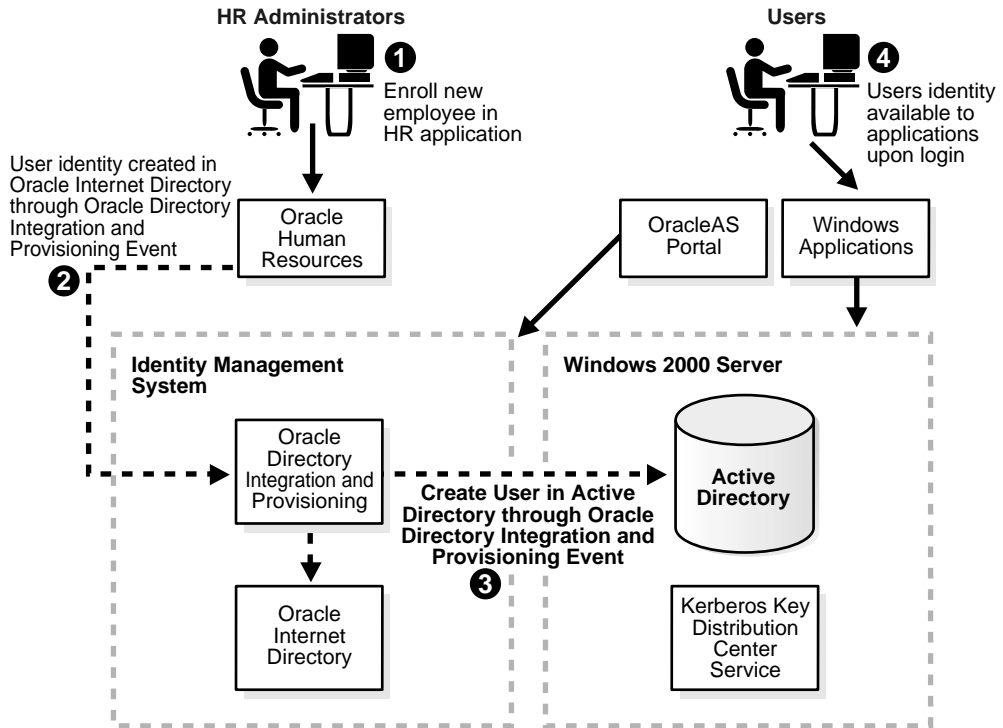 HR Administrators
1
Enroll new
employee in
HR application
Users
4
Users identity
available to
applications
upon login
User identity created in
Oracle Internet Directory
through Oracle Directory
Integration and
Provisioning Event
2
Oracle
Human
Resources
OracleAS
Portal
Windows
Applications
Identity Management
System
Windows 2000 Server
Oracle
Directory
Integration and
Provisioning
Create User in Active
Directory through Oracle
Directory Integration and
Provisioning Event
3
Active
Directory
Oracle
Internet
Directory
Kerberos Key
Distribution
Center
Service